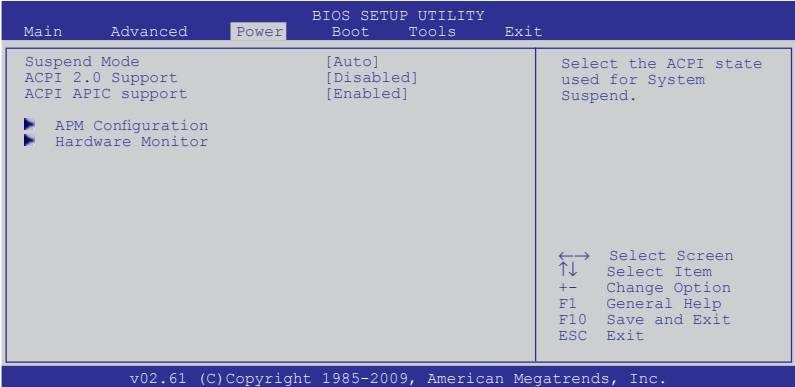 BIOS SETUP UTILITY
Main Advanced Power Boot Tools Exit
Suspend Mode [Auto]
ACPI 2.0 Support [Disabled]
ACPI APIC support [Enabled]
APM Configuration
Hardware Monitor
Select the ACPI state
used for System
Suspend.
←→ Select Screen
↑↓ Select Item
+- Change Option
F1 General Help
F10 Save and Exit
ESC Exit
v02.61 (C)Copyright 1985-2009, American Megatrends, Inc.